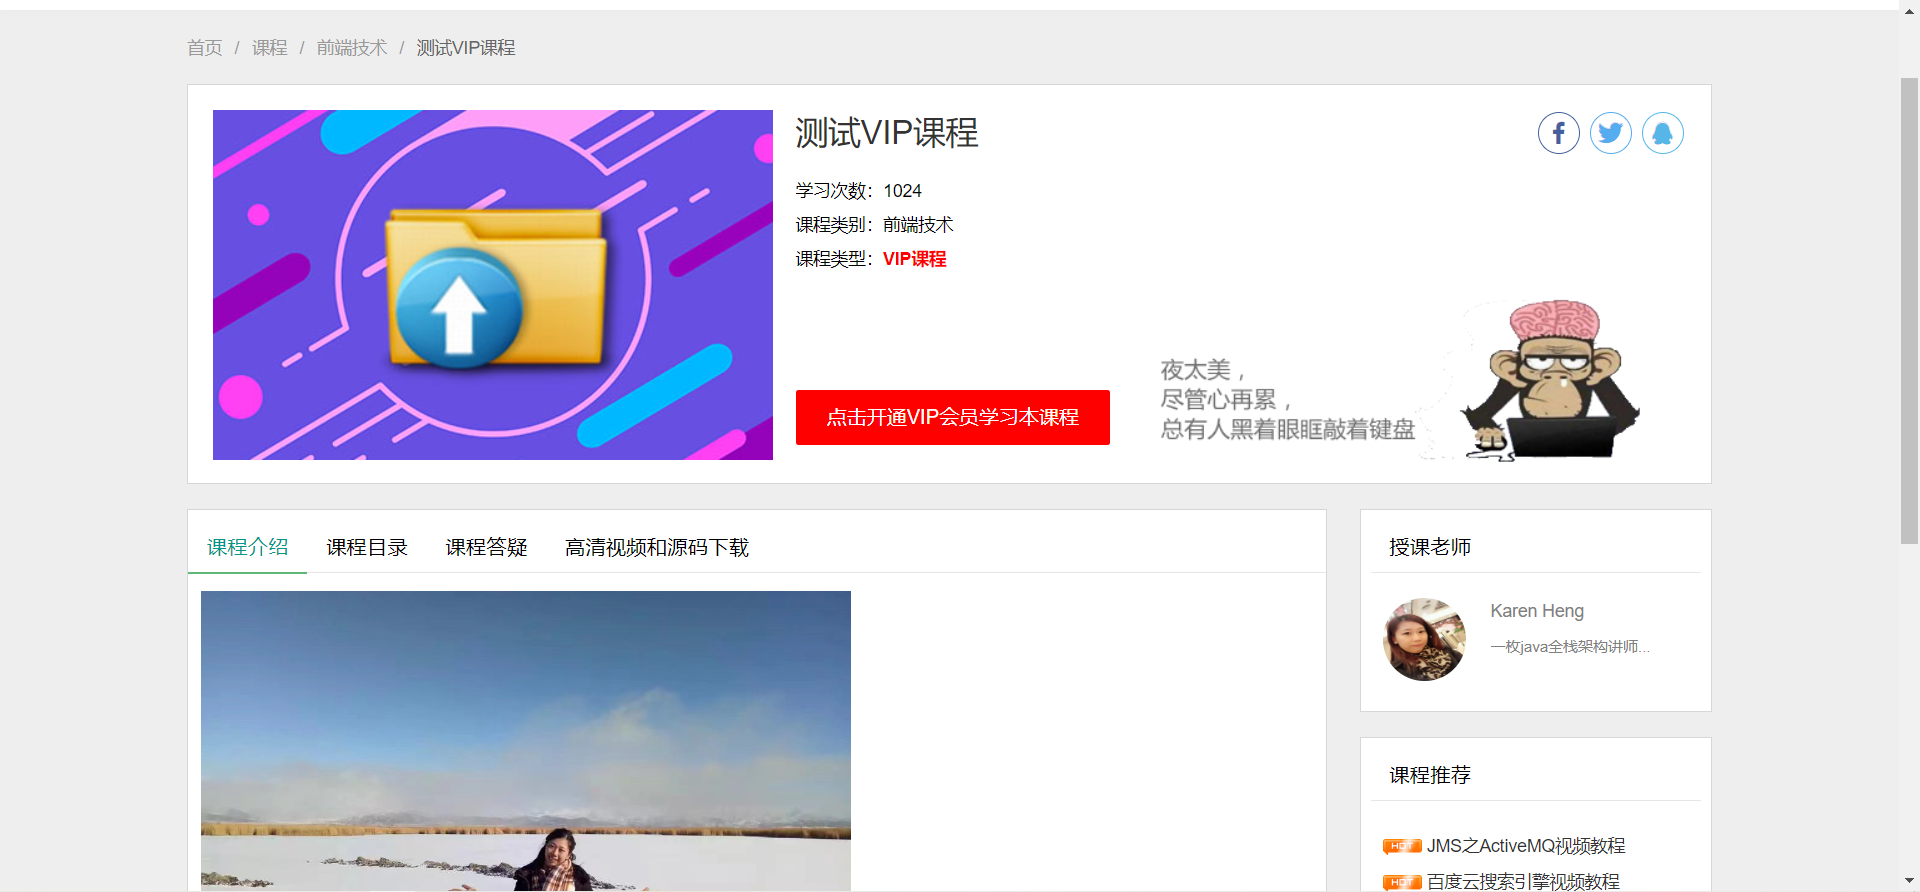 首页 / 课程 / 前端技术 / 测试VIP课程
测试VIP课程
学习次数：1024
课程类别：前端技术
课程类型：VIP课程
点击开通VIP会员学习本课程
夜太美，
尽管心再累，
总有人黑着眼眶敲着键盘
课程介绍 课程目录 课程答疑 高清视频和源码下载
授课老师
Karen Heng
一枚java全栈架构讲师...
课程推荐
HOT JMS之ActiveMQ视频教程
HOT 百度云搜索引擎视频教程